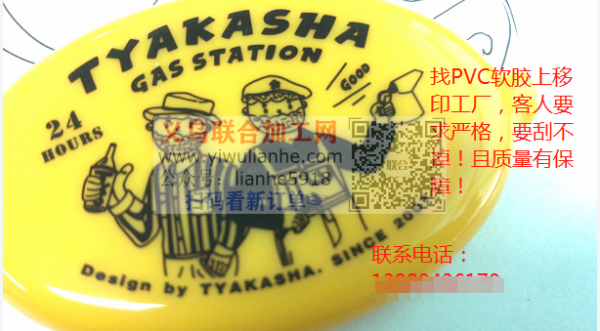 TYAKASHA
GAS STATION
24
HOURS
GOOD
Design by TYAKASHA. SINCE
义乌联合加工网
www.yiwulianhe.com
公众号：lianhe5918
扫码看新订单
找PVC软胶上移
印工厂，客人要
求严格，要刮不
掉！且质量有保
障！
联系电话：